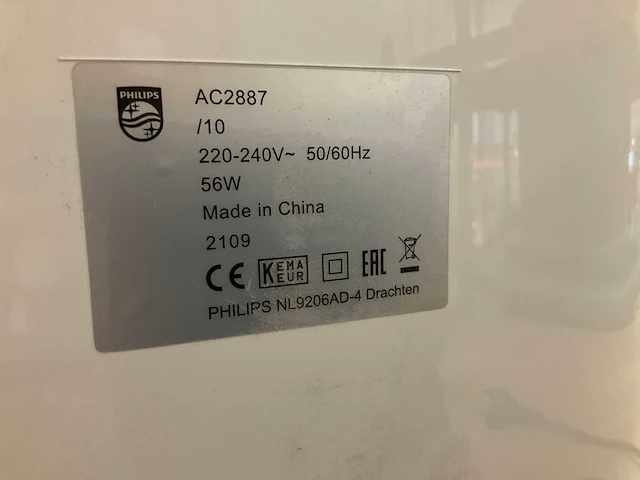 PHILIPS
AC2887
/10
220-240V~ 50/60Hz
56W
Made in China
2109
CE KEMA EUR EAC
PHILIPS NL9206AD-4 Drachten